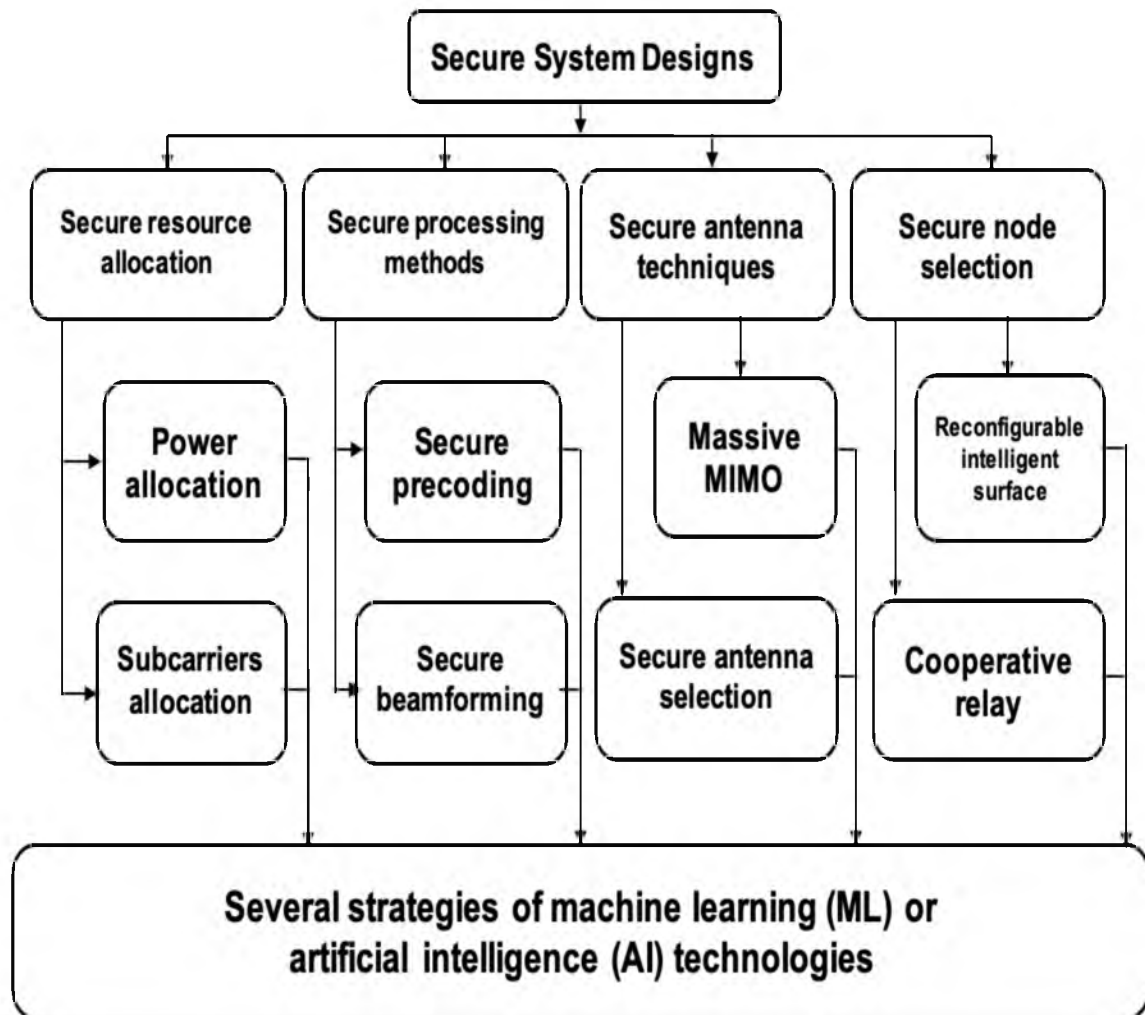 Secure System Designs
Secure resource
allocation
Secure processing
methods
Secure antenna
techniques
Secure node
selection
Power
allocation
Secure
precoding
Massive
MIMO
Reconfigurable
intelligent
surface
Subcarriers
allocation
Secure
beamforming
Secure antenna
selection
Cooperative
relay
Several strategies of machine learning (ML) or
artificial intelligence (AI) technologies